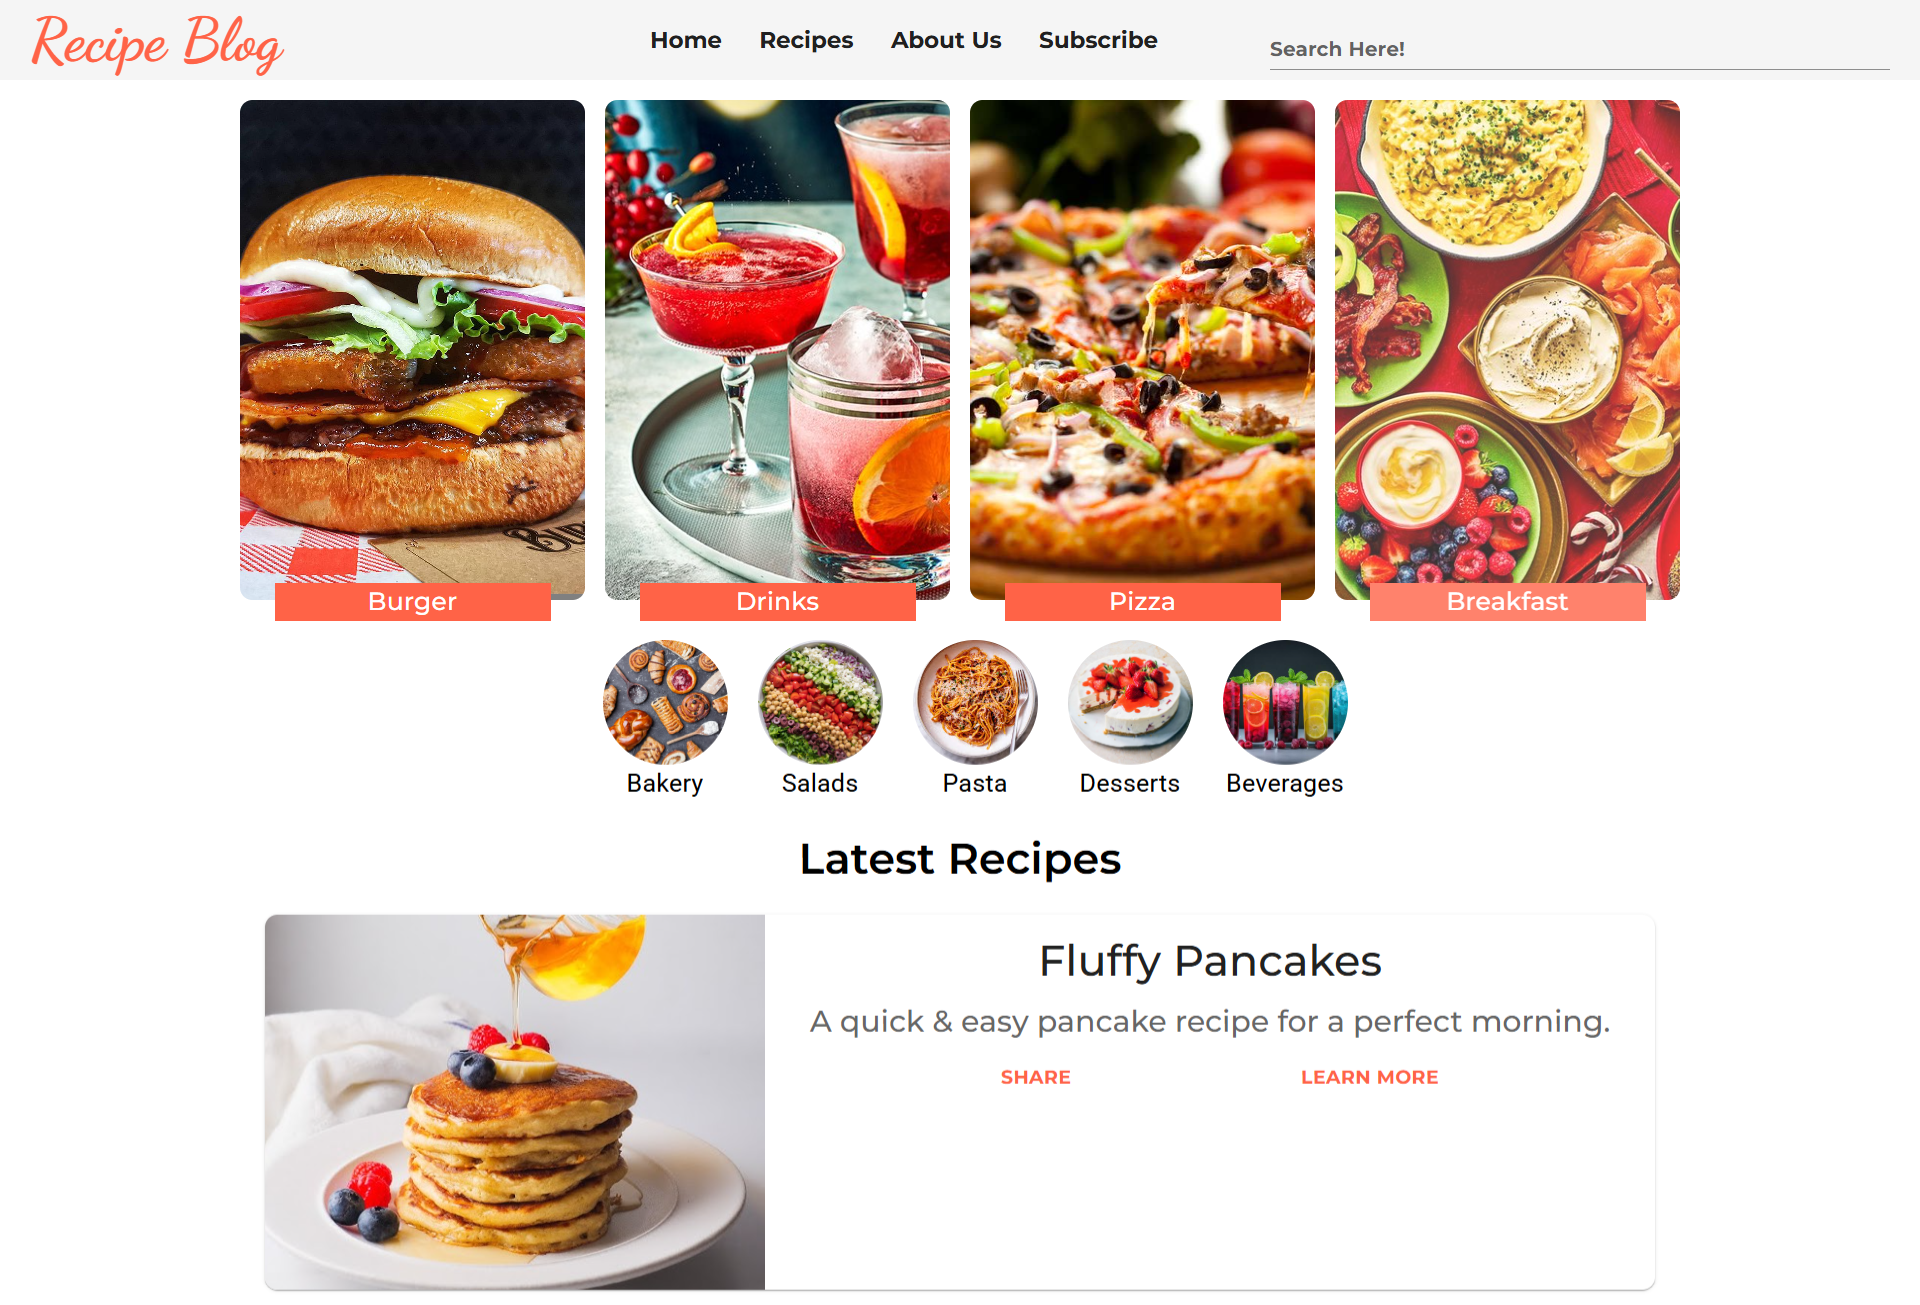 Recipe Blog
Home Recipes About Us Subscribe
Search Here!
Burger
Drinks
Pizza
Breakfast
Bakery
Salads
Pasta
Desserts
Beverages
Latest Recipes
Fluffy Pancakes
A quick & easy pancake recipe for a perfect morning.
SHARE
LEARN MORE